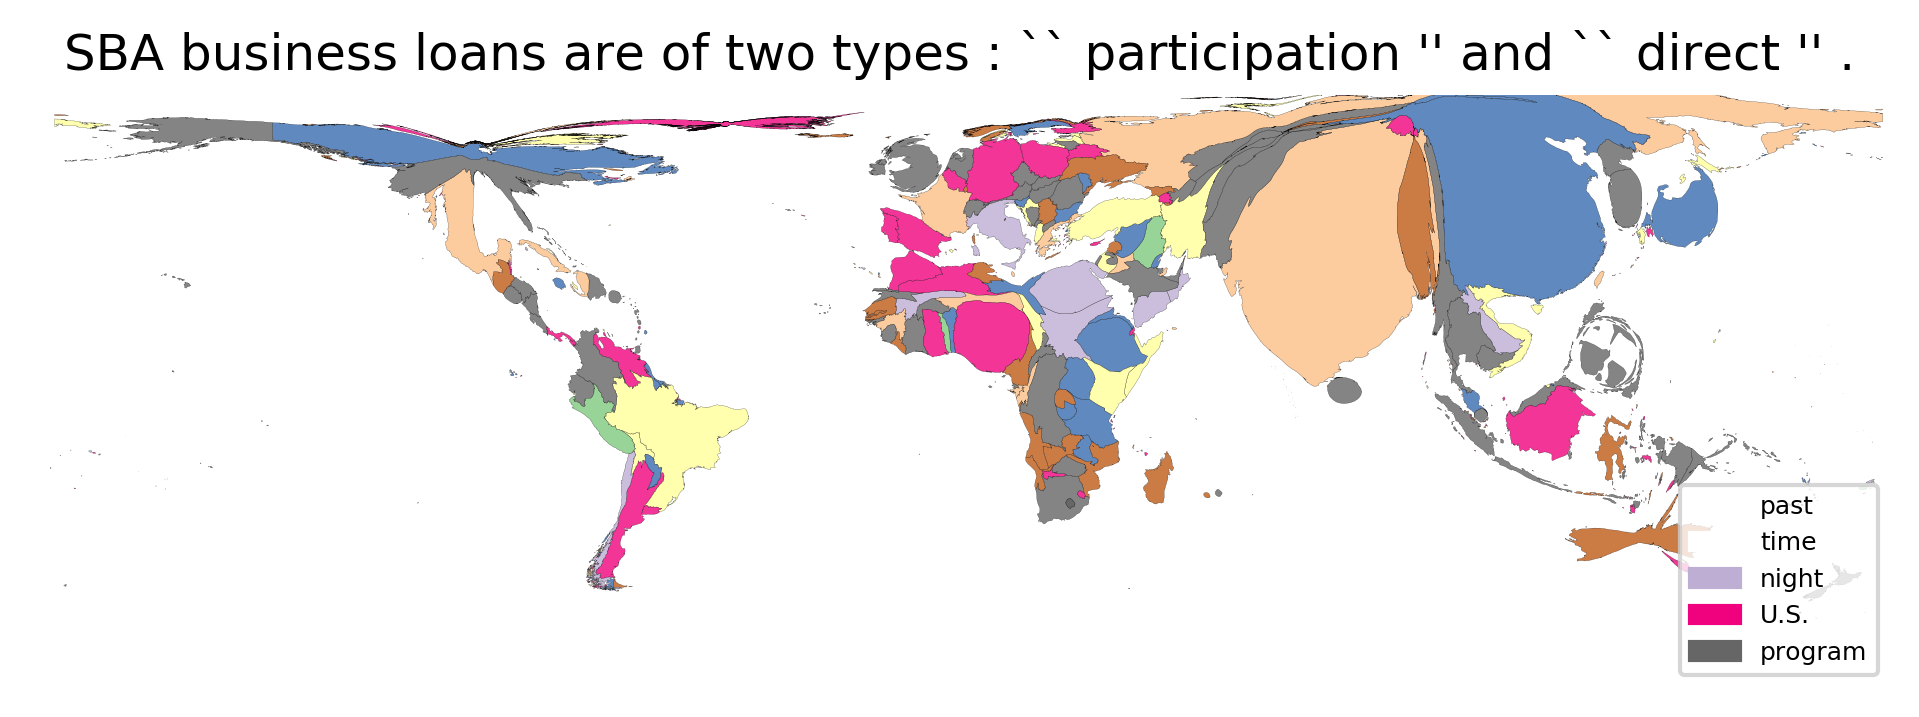 SBA business loans are of two types : `` participation '' and `` direct '' .
past
time
night
U.S.
program